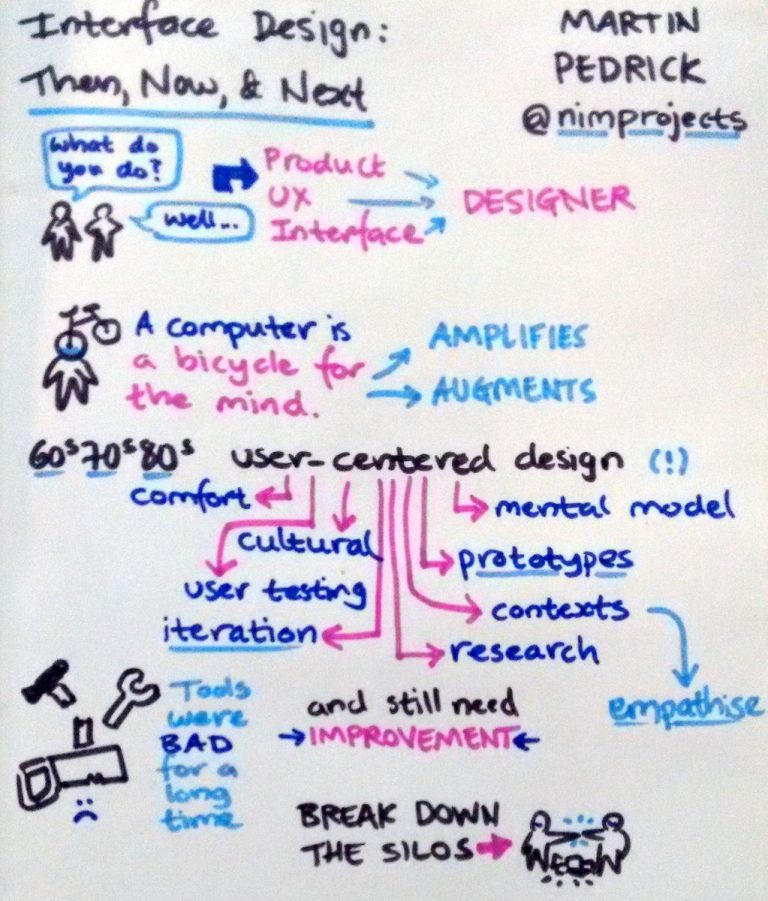 Interface Design:
Then, Now, & Next
MARTIN
PEDRICK
@nimprojects
What do
you do?
well...
Product
UX
Interface
DESIGNER
A computer is
a bicycle for
the mind.
AMPLIFIES
AUGMENTS
60s 70s 80s user-centered design (!)
comfort
mental model
cultural
prototypes
user testing
contexts
iteration
research
empathise
Tools
were
BAD
for a
long
time
and still need
IMPROVEMENT
BREAK DOWN
THE SILOS